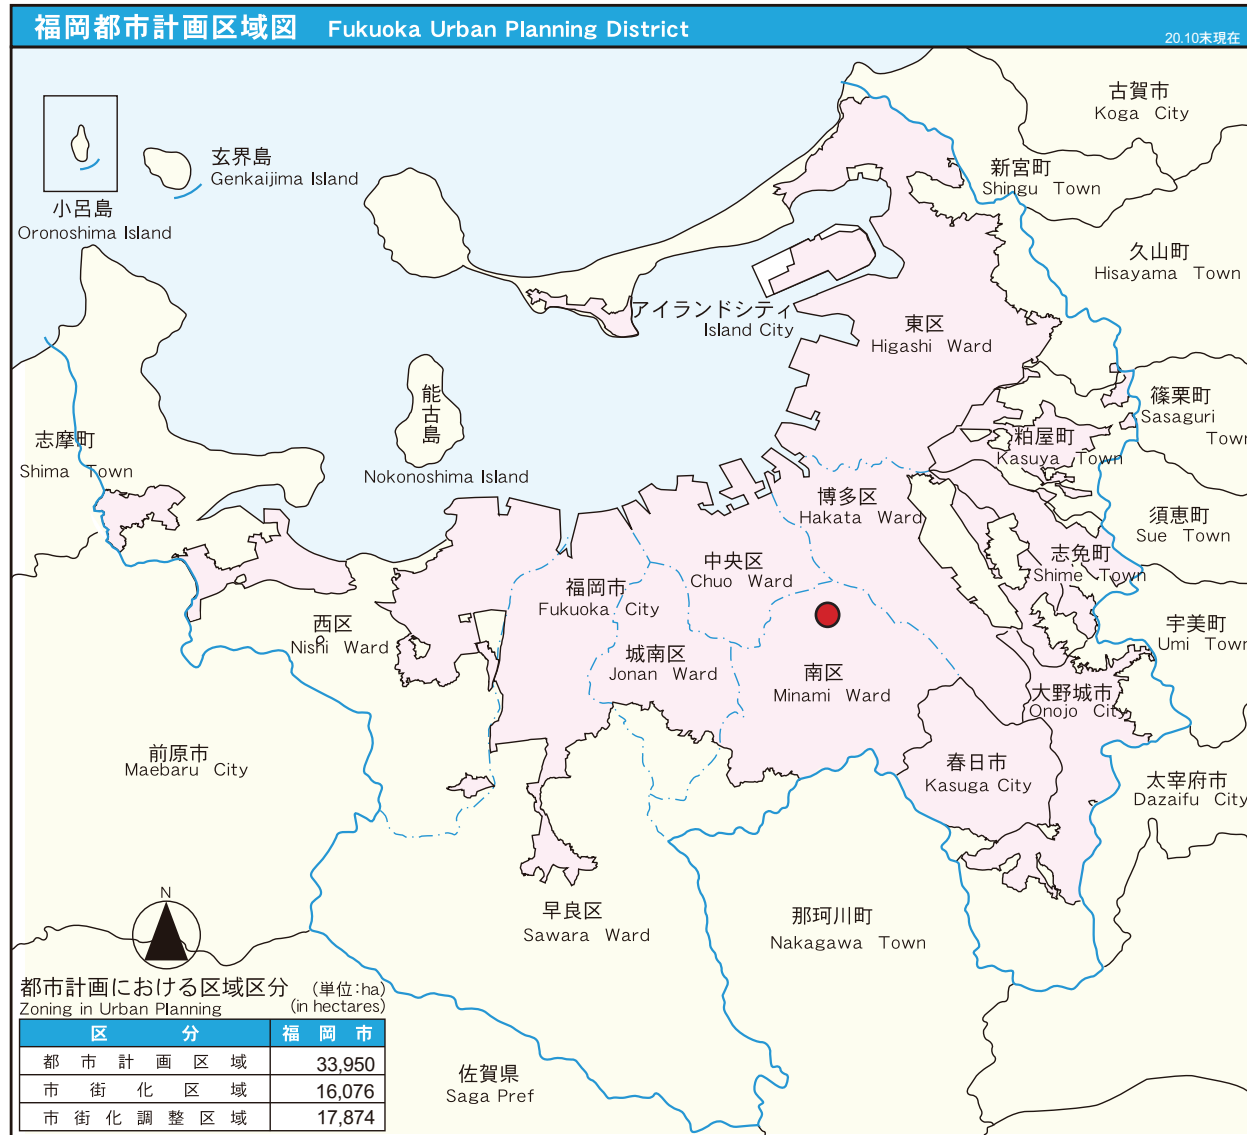 福岡都市計画区域図 Fukuoka Urban Planning District
20.10末現在
古賀市
Koga City
玄界島
Genkaijima Island
新宮町
Shingu Town
小呂島
Oronoshima Island
久山町
Hisayama Town
アイランドシティ
Island City
東区
Higashi Ward
能古島
Nokonoshima Island
篠栗町
Sasaguri
Town
志摩町
Shima Town
粕屋町
Kasuya Town
博多区
Hakata Ward
須恵町
Sue Town
中央区
Chuo Ward
志免町
Shime Town
福岡市
Fukuoka City
西区
Nishi Ward
宇美町
Umi Town
城南区
Jonan Ward
南区
Minami Ward
大野城市
Onojo City
前原市
Maebaru City
春日市
Kasuga City
太宰府市
Dazaifu City
N
早良区
Sawara Ward
那珂川町
Nakagawa Town
都市計画における区域区分 (単位:ha)
Zoning in Urban Planning (in hectares)
区分 福岡市
都市計画区域 33,950
市街化区域 16,076
市街化調整区域 17,874
佐賀県
Saga Pref